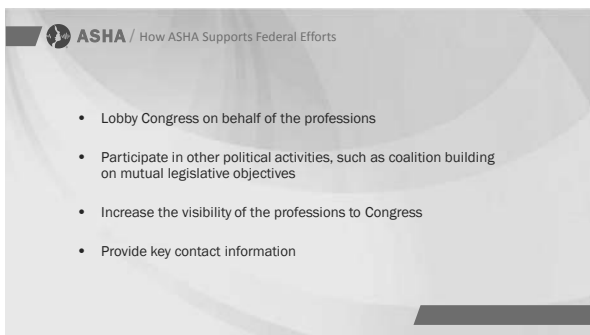 ASHA / How ASHA Supports Federal Efforts
• Lobby Congress on behalf of the professions
• Participate in other political activities, such as coalition building
on mutual legislative objectives
• Increase the visibility of the professions to Congress
• Provide key contact information